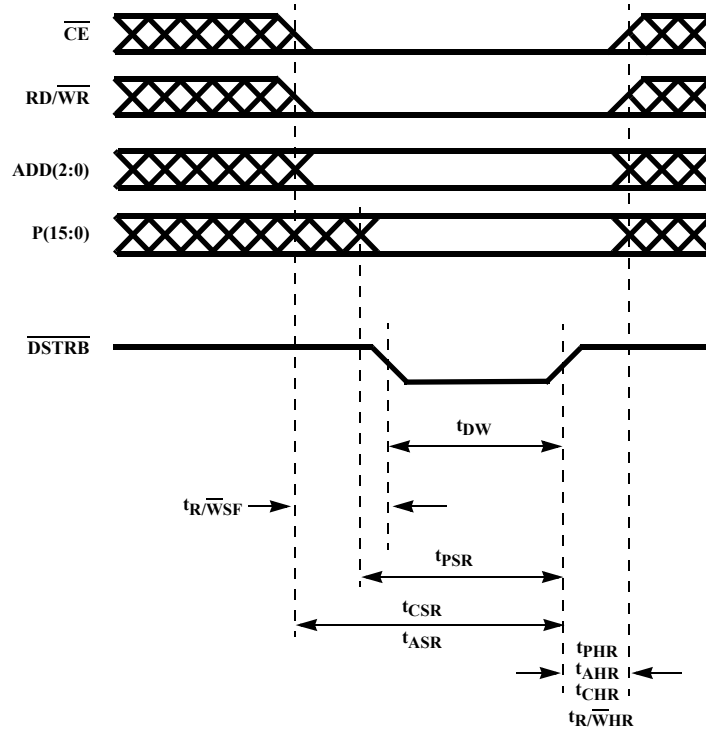 CE
RD/WR
ADD(2:0)
P(15:0)
DSTRB
tDW
tR/WSF
tPSR
tCSR
tASR
tPHR
tAHR
tCHR
tR/WHR